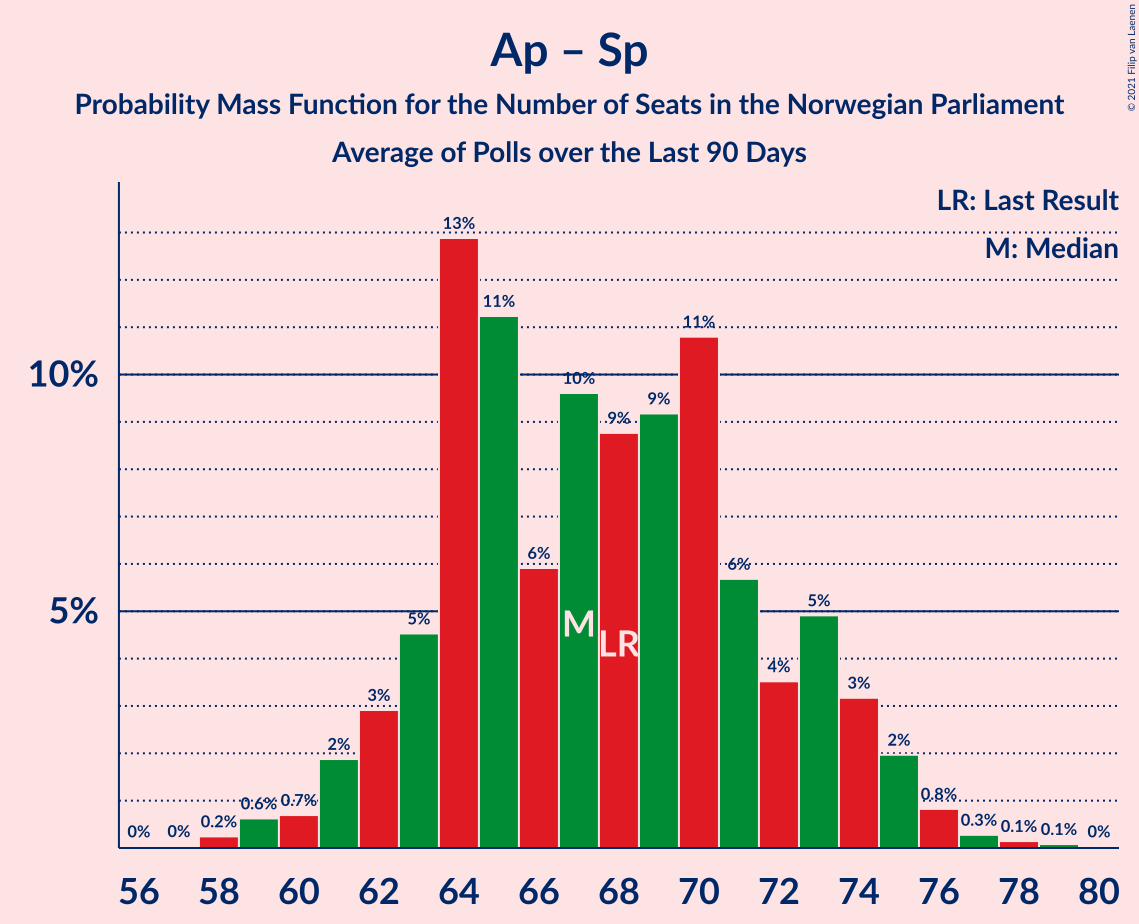 © 2021 Filip van Laenen
Ap – Sp
Probability Mass Function for the Number of Seats in the Norwegian Parliament
Average of Polls over the Last 90 Days
LR: Last Result
M: Median
10%
5%
0% 0% 0.2% 0.6% 0.7% 2% 3% 5% 13% 11% 6% 10% 9% 9% 11% 6% 4% 5% 3% 2% 0.8% 0.3% 0.1% 0.1% 0%
M LR
56 58 60 62 64 66 68 70 72 74 76 78 80